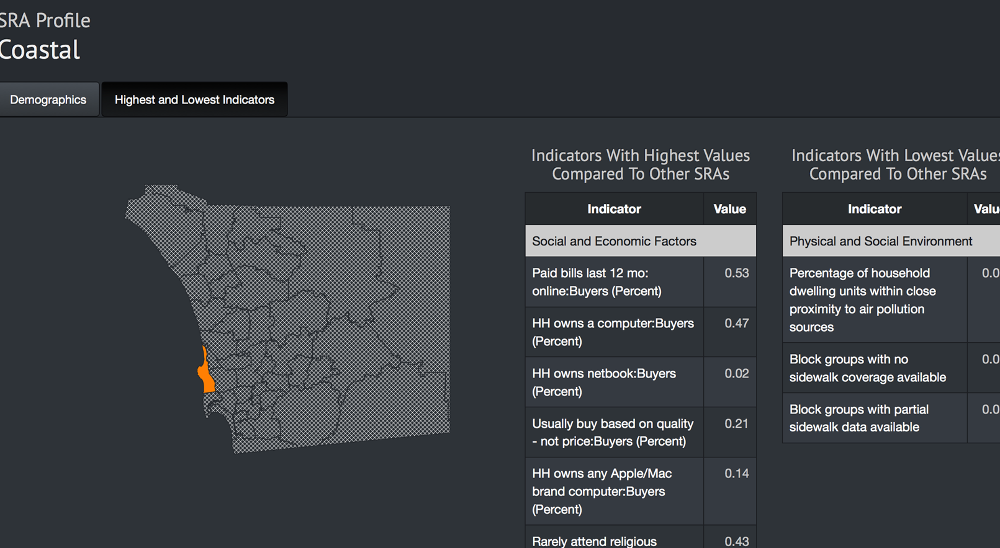 SRA Profile
Coastal
Demographics
Highest and Lowest Indicators
Indicators With Highest Values
Compared To Other SRAs
Indicator Value
Social and Economic Factors
Paid bills last 12 mo: 0.53
online:Buyers (Percent)
HH owns a computer:Buyers 0.47
(Percent)
HH owns netbook:Buyers 0.02
(Percent)
Usually buy based on quality 0.21
- not price:Buyers (Percent)
HH owns any Apple/Mac 0.14
brand computer:Buyers
(Percent)
Rarely attend religious 0.43
Indicators With Lowest Values
Compared To Other SRAs
Indicator Valu
Physical and Social Environment
Percentage of household 0.0
dwelling units within close
proximity to air pollution
sources
Block groups with no 0.0
sidewalk coverage available
Block groups with partial 0.0
sidewalk data available